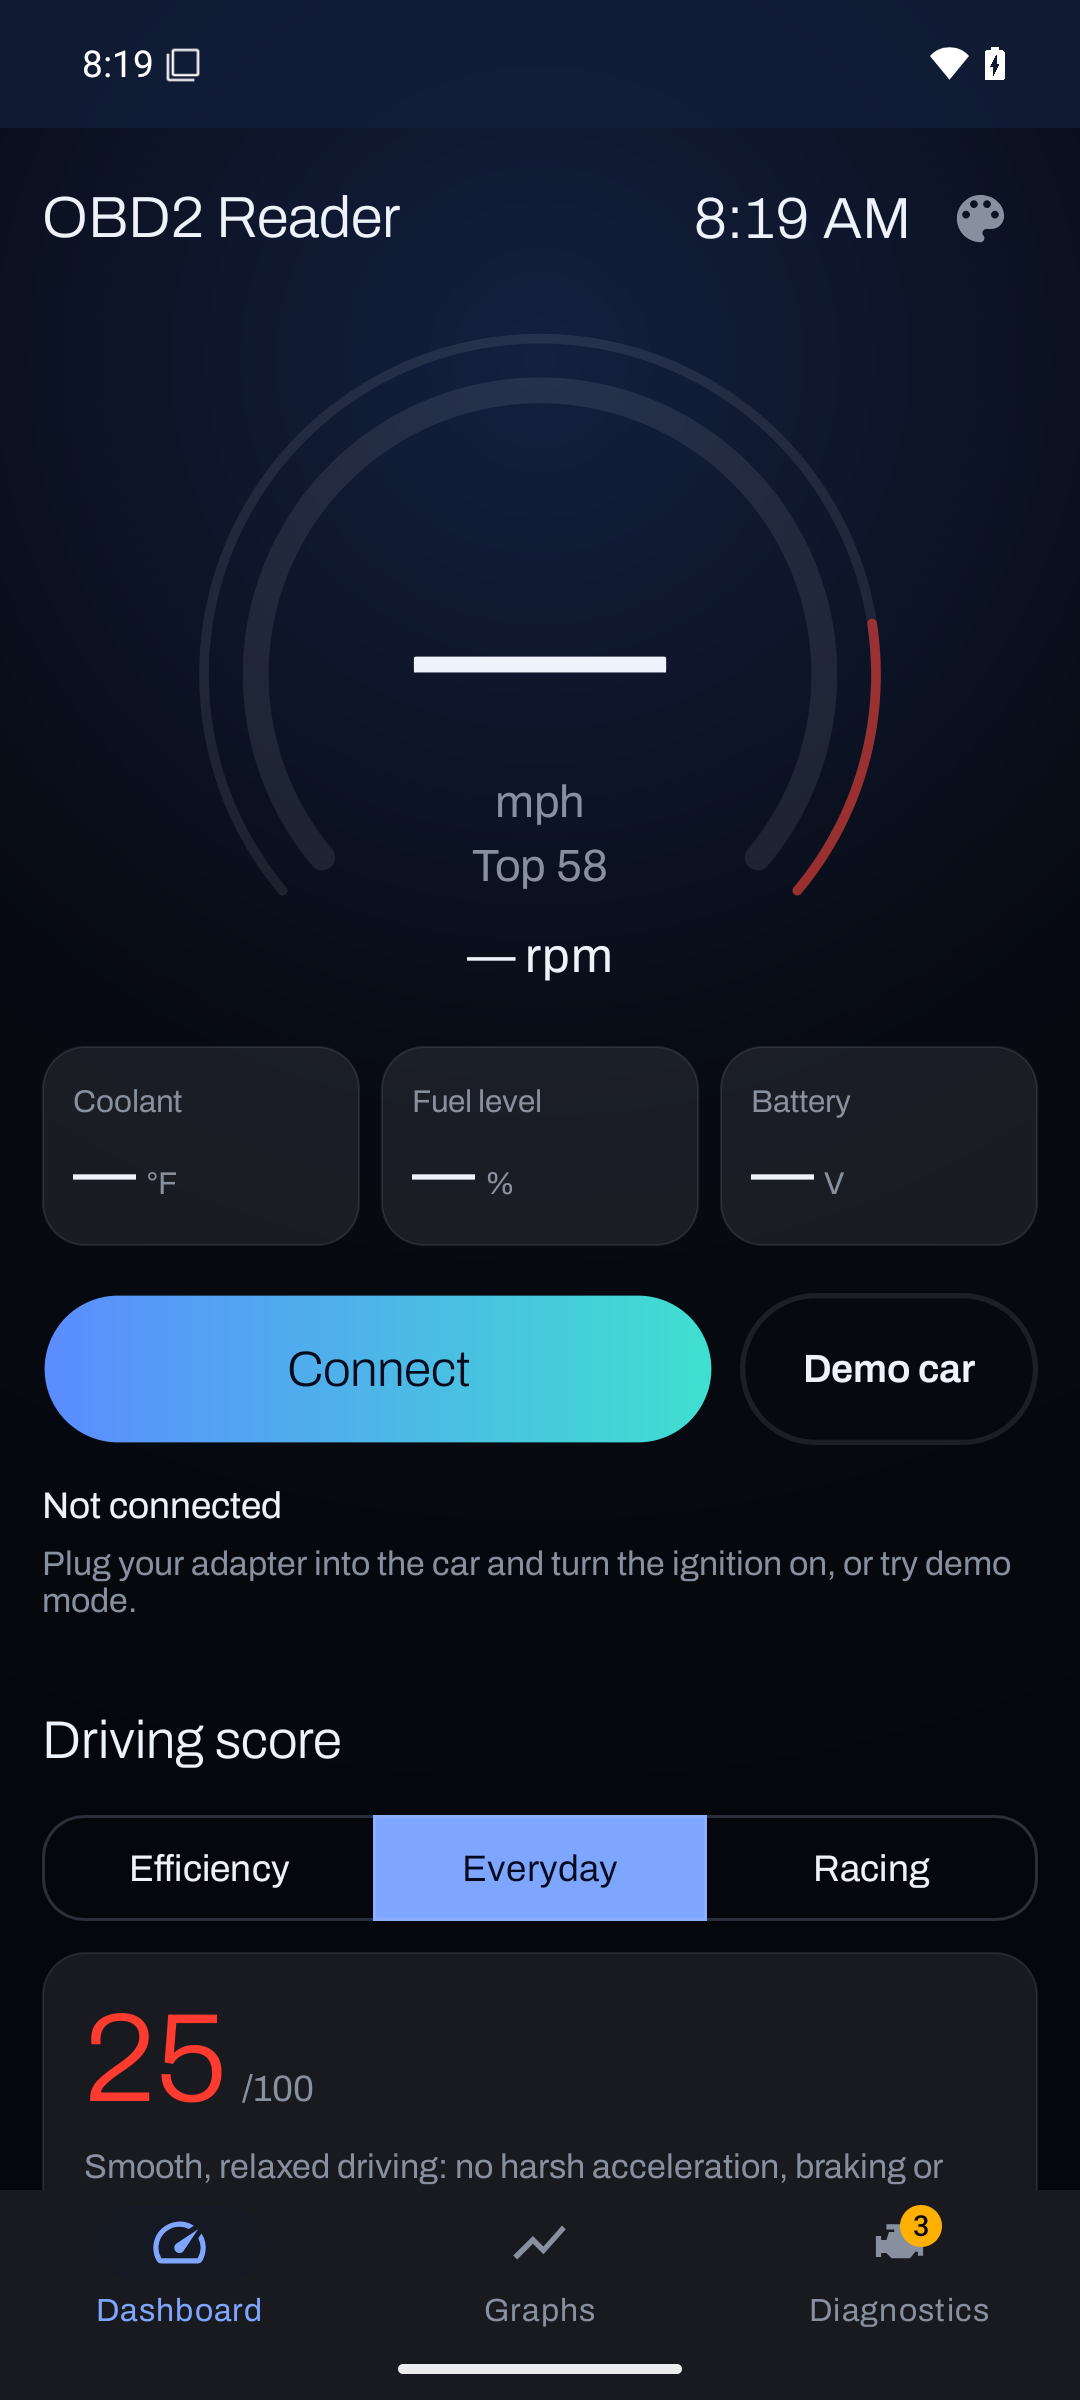 8:19
OBD2 Reader
8:19 AM
mph
Top 58
— rpm
Coolant
— °F
Fuel level
— %
Battery
— V
Connect
Demo car
Not connected
Plug your adapter into the car and turn the ignition on, or try demo
mode.
Driving score
Efficiency
Everyday
Racing
25 /100
Smooth, relaxed driving: no harsh acceleration, braking or
3
Dashboard
Graphs
Diagnostics